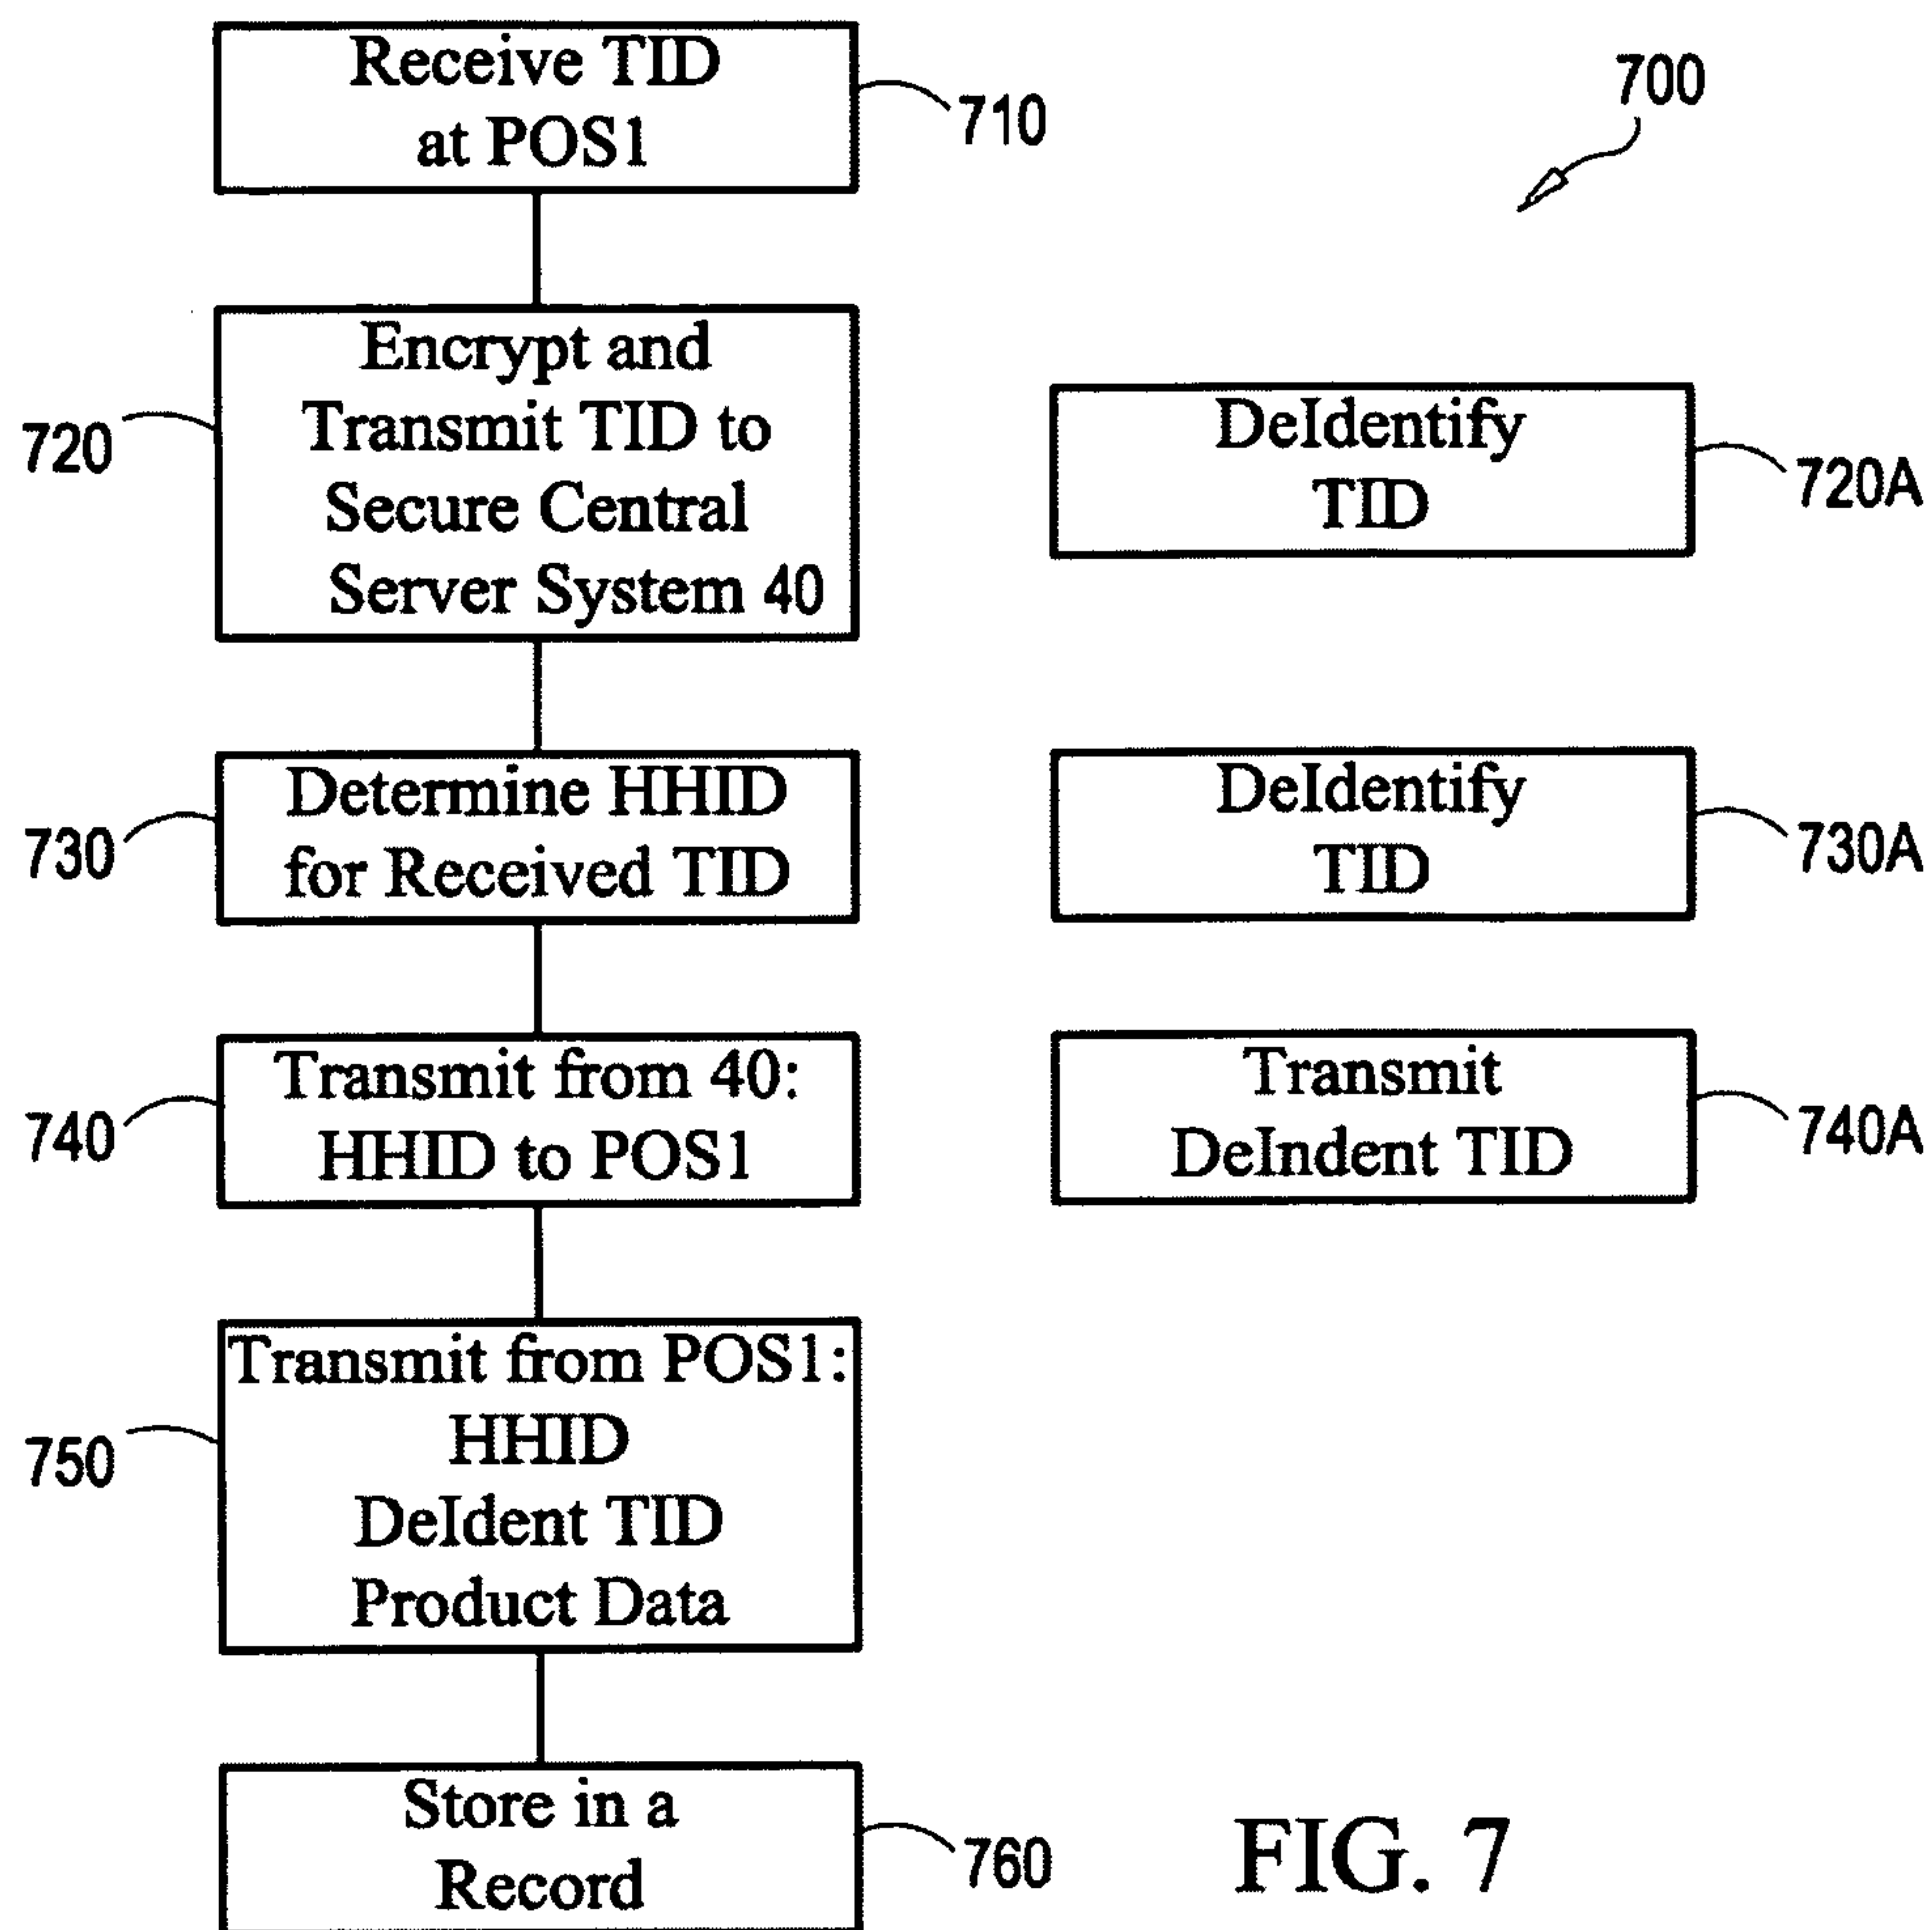 Receive TID
at POS1
710
700
Encrypt and
Transmit TID to
Secure Central
Server System 40
720
DeIdentify
TID
720A
Determine HHID
for Received TID
730
DeIdentify
TID
730A
Transmit from 40:
HHID to POS1
740
Transmit
DeIndent TID
740A
Transmit from POS1:
HHID
DeIdent TID
Product Data
750
Store in a
Record
760
FIG. 7